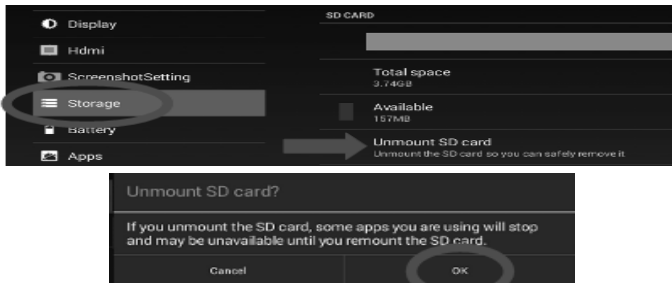 Display
Hdmi
ScreenshotSetting
Storage
Battery
Apps
SD CARD
Total space
3.74GB
Available
157MB
Unmount SD card
Unmount the SD card so you can safely remove it
Unmount SD card?
If you unmount the SD card, some apps you are using will stop
and may be unavailable until you remount the SD card.
Cancel
OK